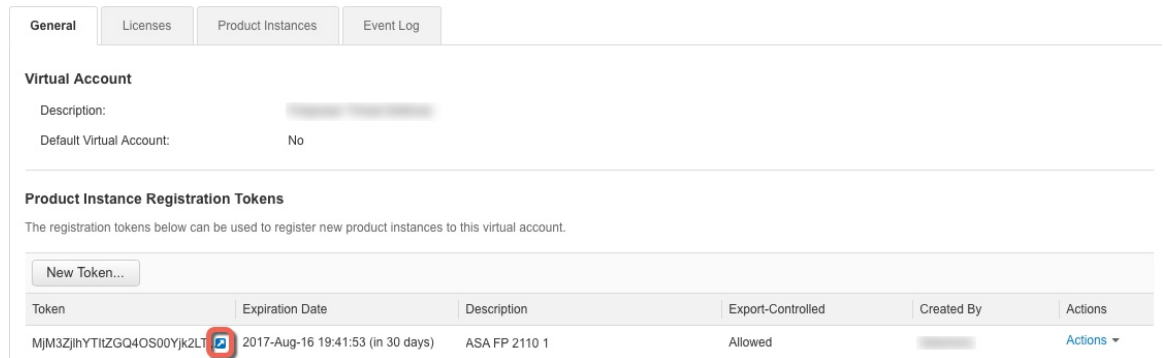 General Licenses Product Instances Event Log
Virtual Account
Description:
Default Virtual Account: No
Product Instance Registration Tokens
The registration tokens below can be used to register new product instances to this virtual account.
New Token...
Token Expiration Date Description Export-Controlled Created By Actions
MjM3ZjlhYTItZGQ4OS00Yjk2LT 2017-Aug-16 19:41:53 (in 30 days) ASA FP 2110 1 Allowed Actions